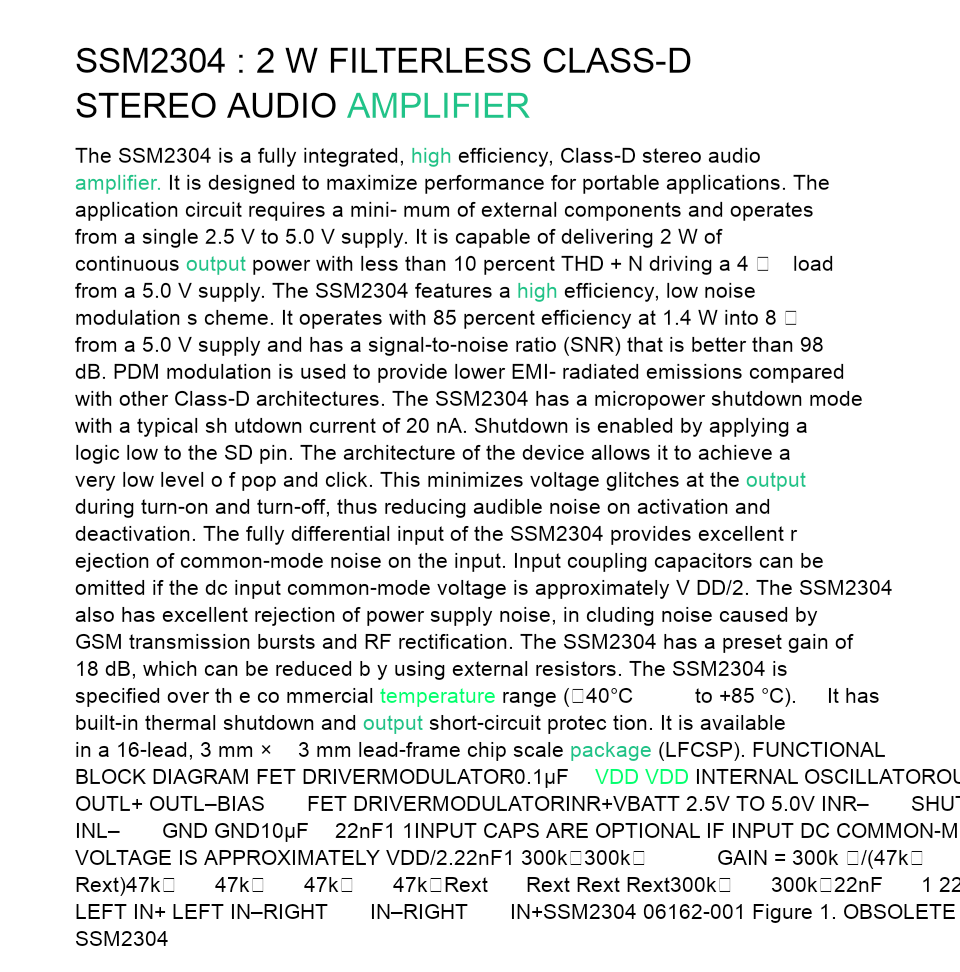 SSM2304 : 2 W FILTERLESS CLASS-D
STEREO AUDIO AMPLIFIER
The SSM2304 is a fully integrated, high efficiency, Class-D stereo audio
amplifier. It is designed to maximize performance for portable applications. The
application circuit requires a mini- mum of external components and operates
from a single 2.5 V to 5.0 V supply. It is capable of delivering 2 W of
continuous output power with less than 10 percent THD + N driving a 4 □ load
from a 5.0 V supply. The SSM2304 features a high efficiency, low noise
modulation s cheme. It operates with 85 percent efficiency at 1.4 W into 8 □
from a 5.0 V supply and has a signal-to-noise ratio (SNR) that is better than 98
dB. PDM modulation is used to provide lower EMI- radiated emissions compared
with other Class-D architectures. The SSM2304 has a micropower shutdown mode
with a typical sh utdown current of 20 nA. Shutdown is enabled by applying a
logic low to the SD pin. The architecture of the device allows it to achieve a
very low level o f pop and click. This minimizes voltage glitches at the output
during turn-on and turn-off, thus reducing audible noise on activation and
deactivation. The fully differential input of the SSM2304 provides excellent r
ejection of common-mode noise on the input. Input coupling capacitors can be
omitted if the dc input common-mode voltage is approximately V DD/2. The SSM2304
also has excellent rejection of power supply noise, in cluding noise caused by
GSM transmission bursts and RF rectification. The SSM2304 has a preset gain of
18 dB, which can be reduced b y using external resistors. The SSM2304 is
specified over th e co mmercial temperature range (□40°C to +85 °C). It has
built-in thermal shutdown and output short-circuit protec tion. It is available
in a 16-lead, 3 mm × 3 mm lead-frame chip scale package (LFCSP). FUNCTIONAL
BLOCK DIAGRAM FET DRIVERMODULATOR0.1µF VDD VDD INTERNAL OSCILLATOROU
OUTL+ OUTL–BIAS FET DRIVERMODULATORINR+VBATT 2.5V TO 5.0V INR– SHUT
INL– GND GND10µF 22nF1 1INPUT CAPS ARE OPTIONAL IF INPUT DC COMMON-M
VOLTAGE IS APPROXIMATELY VDD/2.22nF1 300k□300k□ GAIN = 300k □/(47k□
Rext)47k□ 47k□ 47k□ 47k□Rext Rext Rext Rext300k□ 300k□22nF 1 22
LEFT IN+ LEFT IN–RIGHT IN–RIGHT IN+SSM2304 06162-001 Figure 1. OBSOLETE
SSM2304